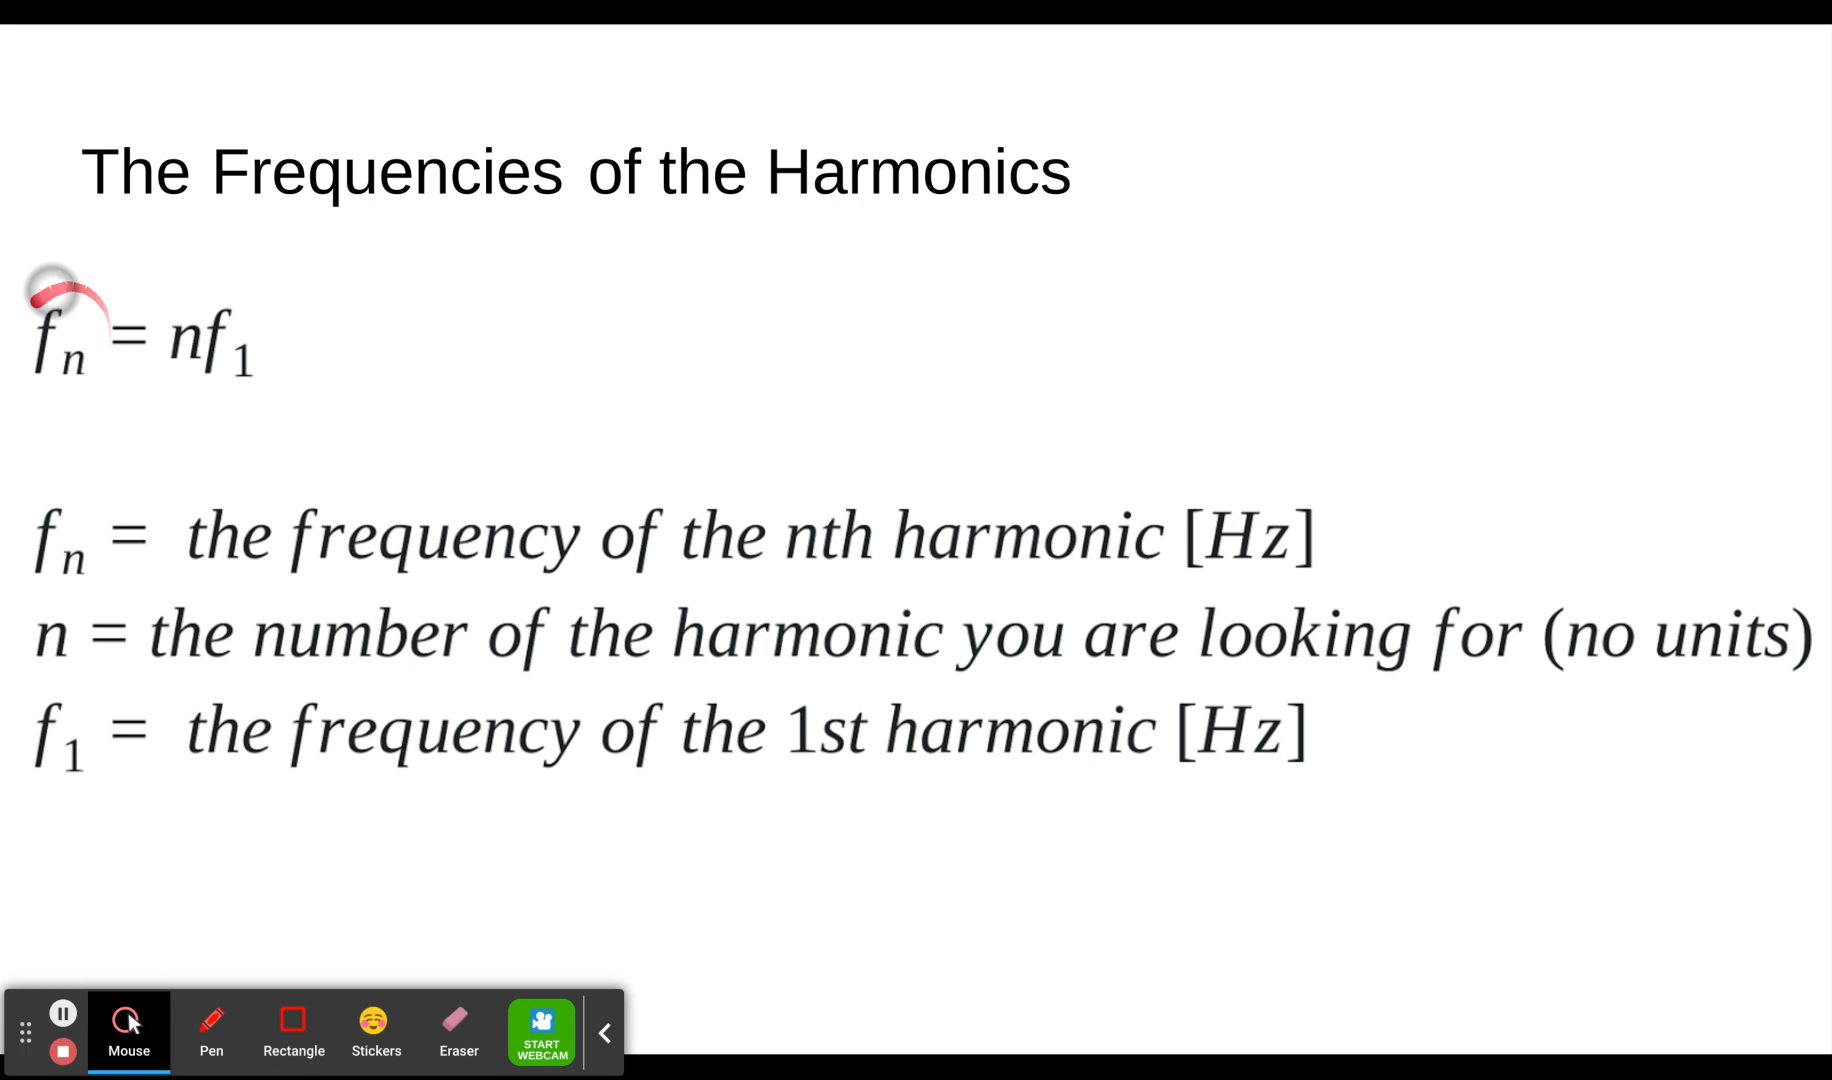 The Frequencies of the Harmonics
fₙ = nf₁
fₙ = the frequency of the nth harmonic [Hz]
n = the number of the harmonic you are looking for (no units)
f₁ = the frequency of the 1st harmonic [Hz]
Mouse
Pen
Rectangle
Stickers
Eraser
START
WEBCAM